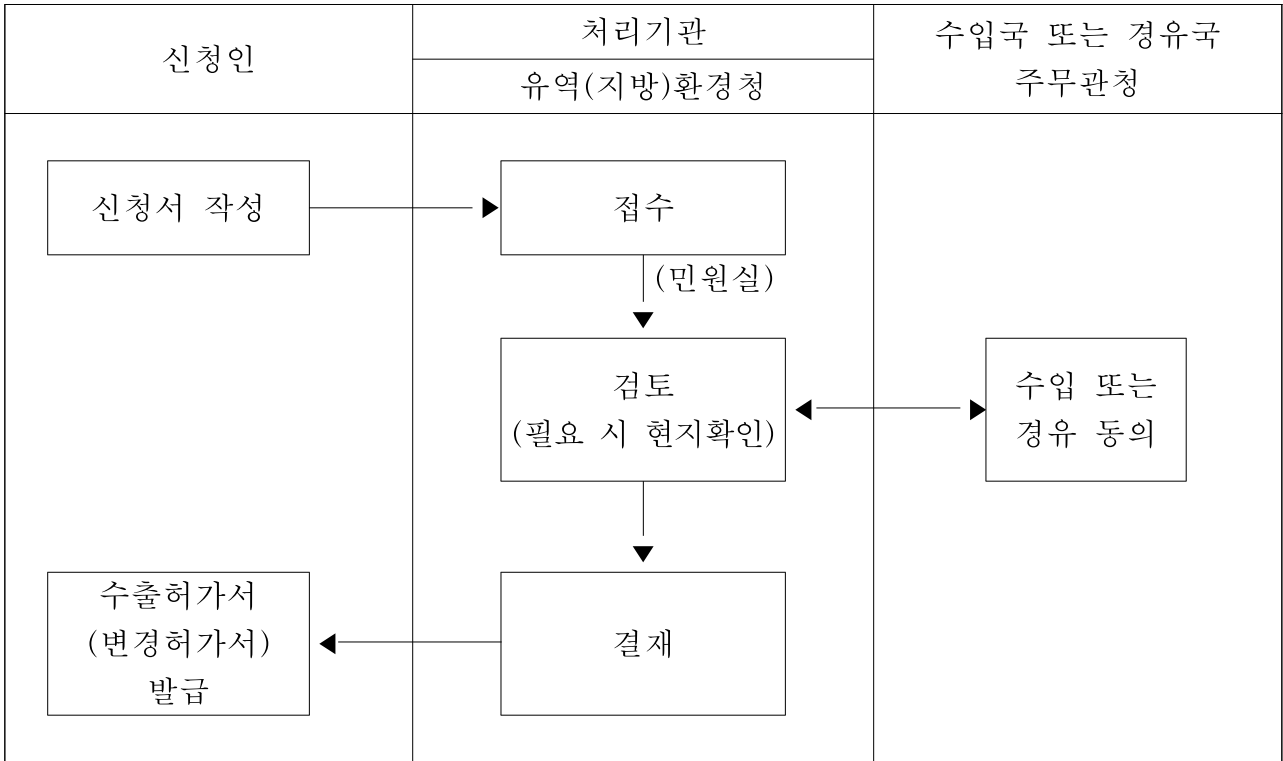 신청인
처리기관
유역(지방)환경청
수입국 또는 경유국
주무관청
신청서 작성
접수
(민원실)
검토
(필요 시 현지확인)
수입 또는
경유 동의
수출허가서
(변경허가서)
발급
결재